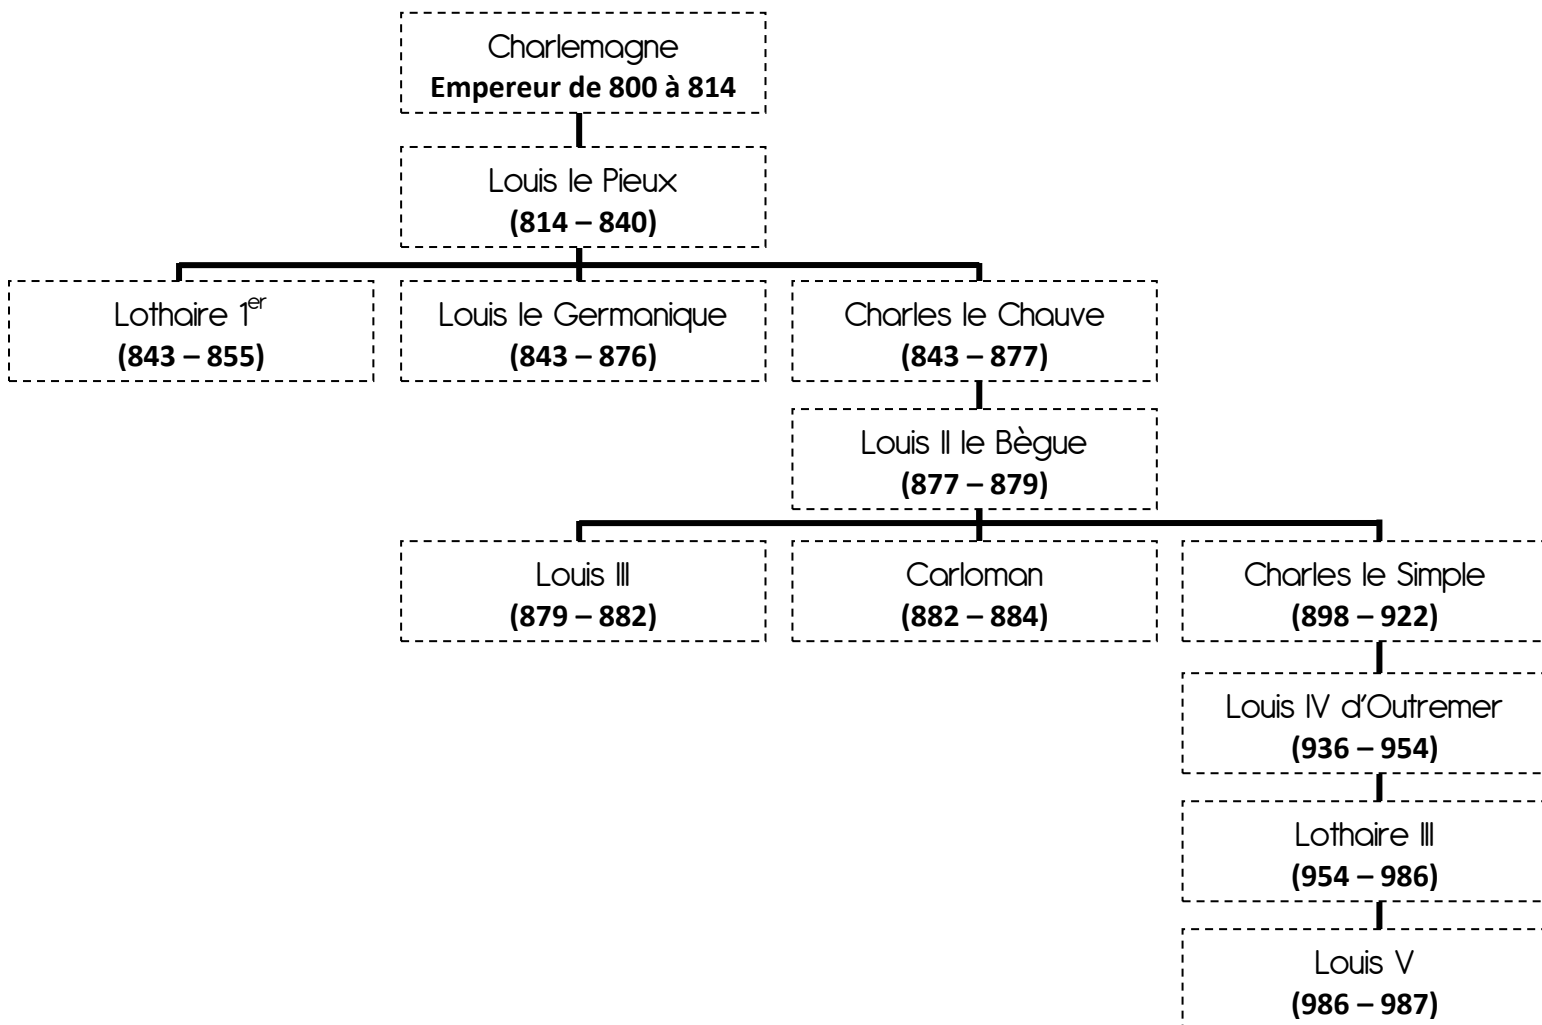 Charlemagne
Empereur de 800 à 814
Louis le Pieux
(814 – 840)
Lothaire 1er
(843 – 855)
Louis le Germanique
(843 – 876)
Charles le Chauve
(843 – 877)
Louis II le Bègue
(877 – 879)
Louis III
(879 – 882)
Carloman
(882 – 884)
Charles le Simple
(898 – 922)
Louis IV d'Outremer
(936 – 954)
Lothaire III
(954 – 986)
Louis V
(986 – 987)